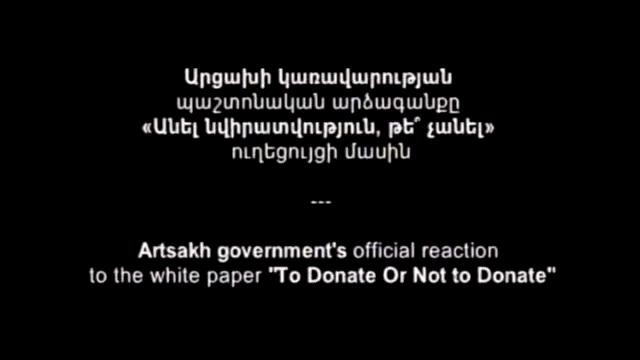 Արցախի կառավարության
պաշտոնական արձագանքը
«Անել նվիրատվություն, թե՞ չանել»
ուղեցույցի մասին
---
Artsakh government's official reaction
to the white paper "To Donate Or Not to Donate"